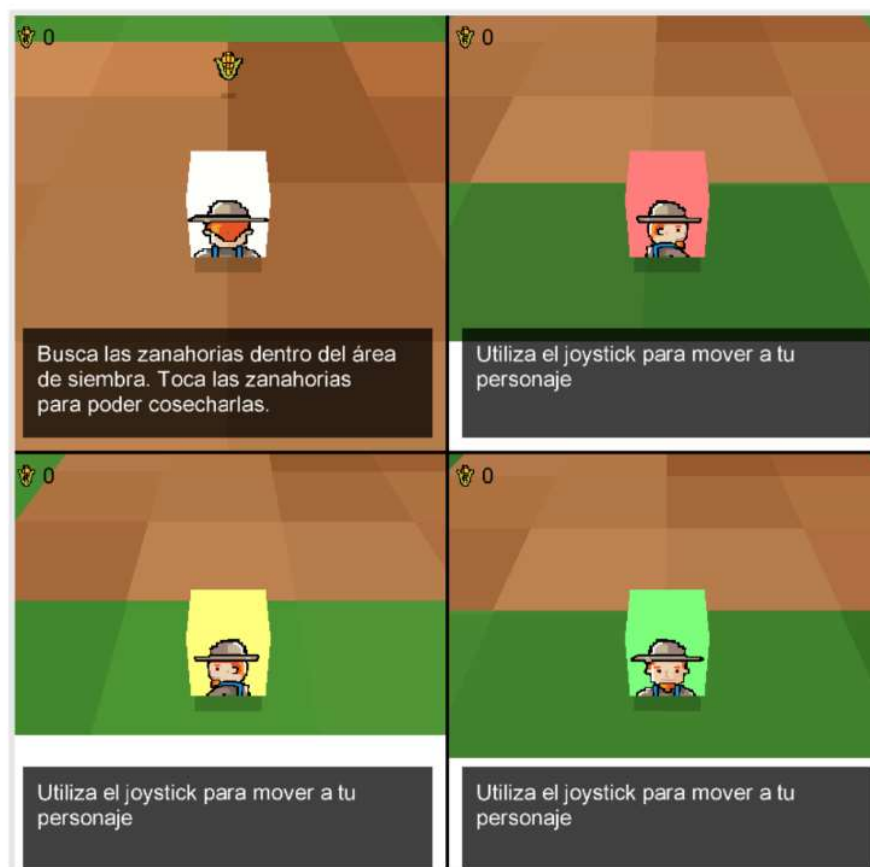 0
Busca las zanahorias dentro del área
de siembra. Toca las zanahorias
para poder cosecharlas.
0
Utiliza el joystick para mover a tu
personaje
0
Utiliza el joystick para mover a tu
personaje
0
Utiliza el joystick para mover a tu
personaje